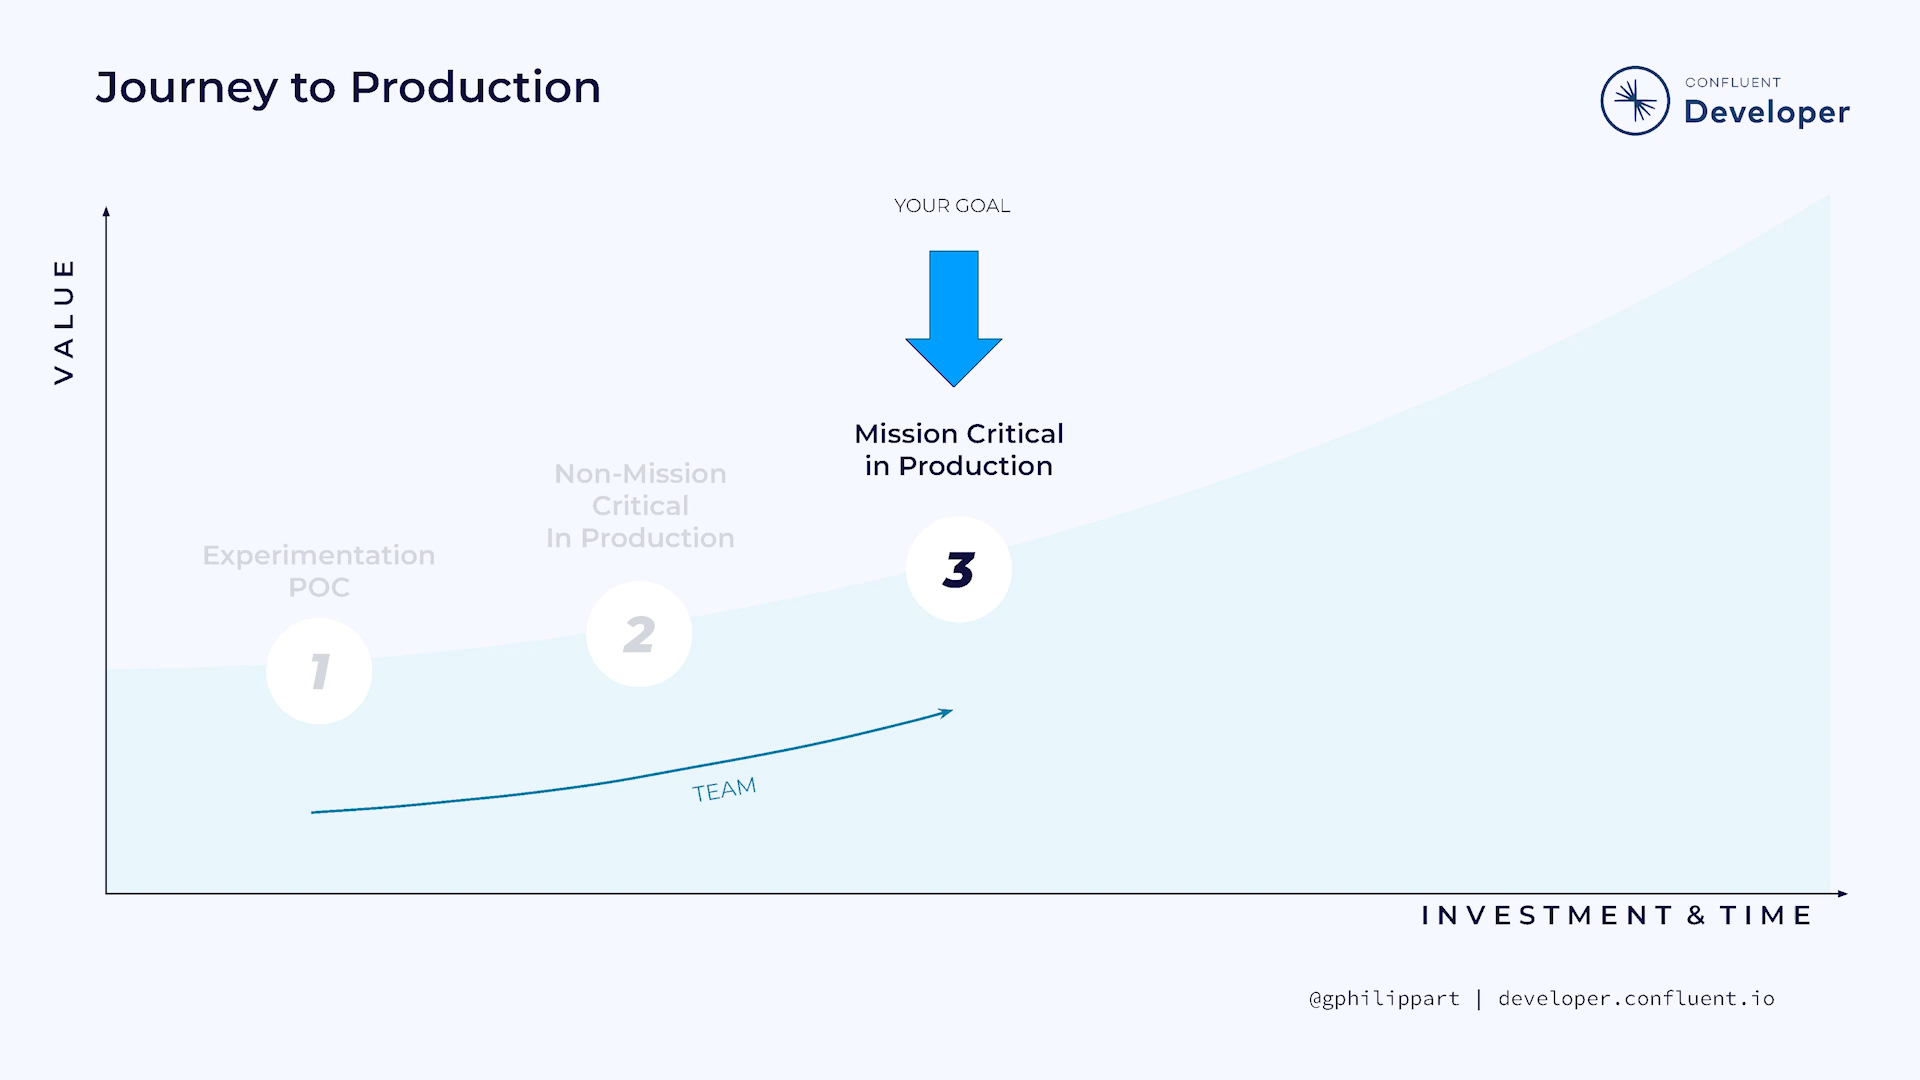 Journey to Production
CONFLUENT
Developer
YOUR GOAL
VALUE
Mission Critical
in Production
Non-Mission
Critical
In Production
Experimentation
POC
3
2
1
TEAM
INVESTMENT & TIME
@gphilippart | developer.confluent.io